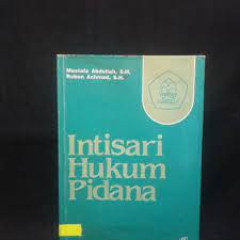 Mustafa Abdullah, S.H.
Ruben Achmad, S.H.
Intisari
Hukum
Pidana